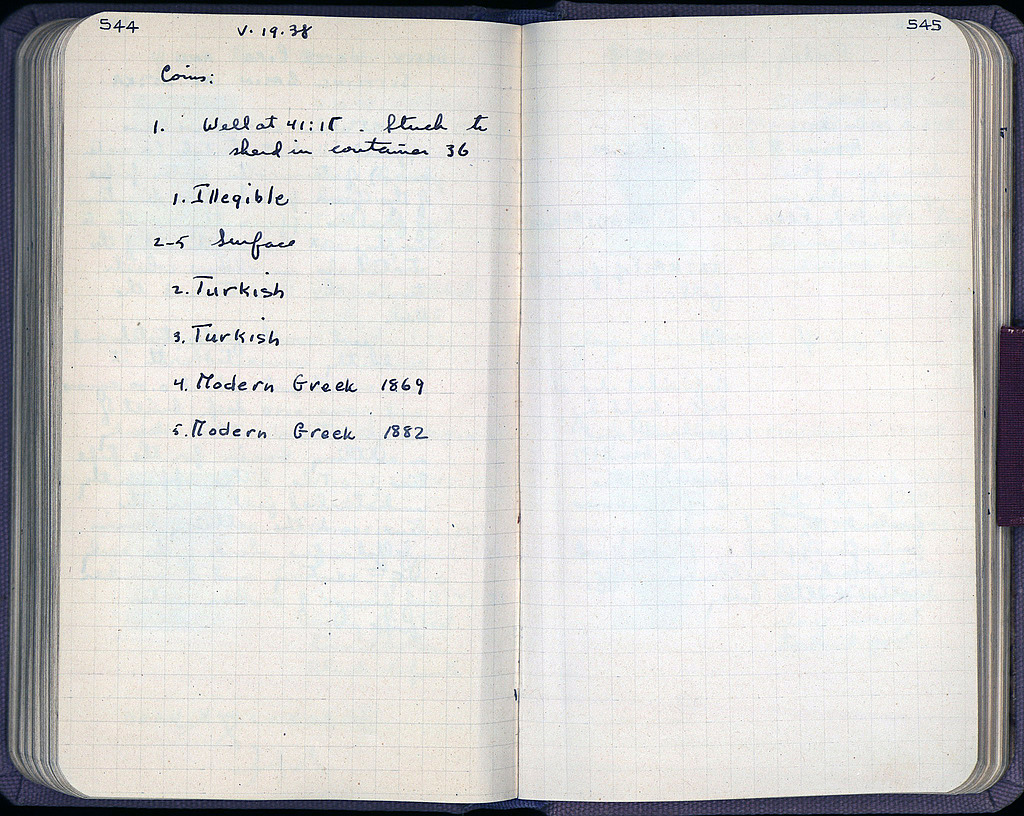 544
V. 19. 38
Coins:
1. Well at 41:15. Stuck to
sherd in container 36
1. Illegible
2-5 Surface
2. Turkish
3. Turkish
4. Modern Greek 1869
5. Modern Greek 1882
545